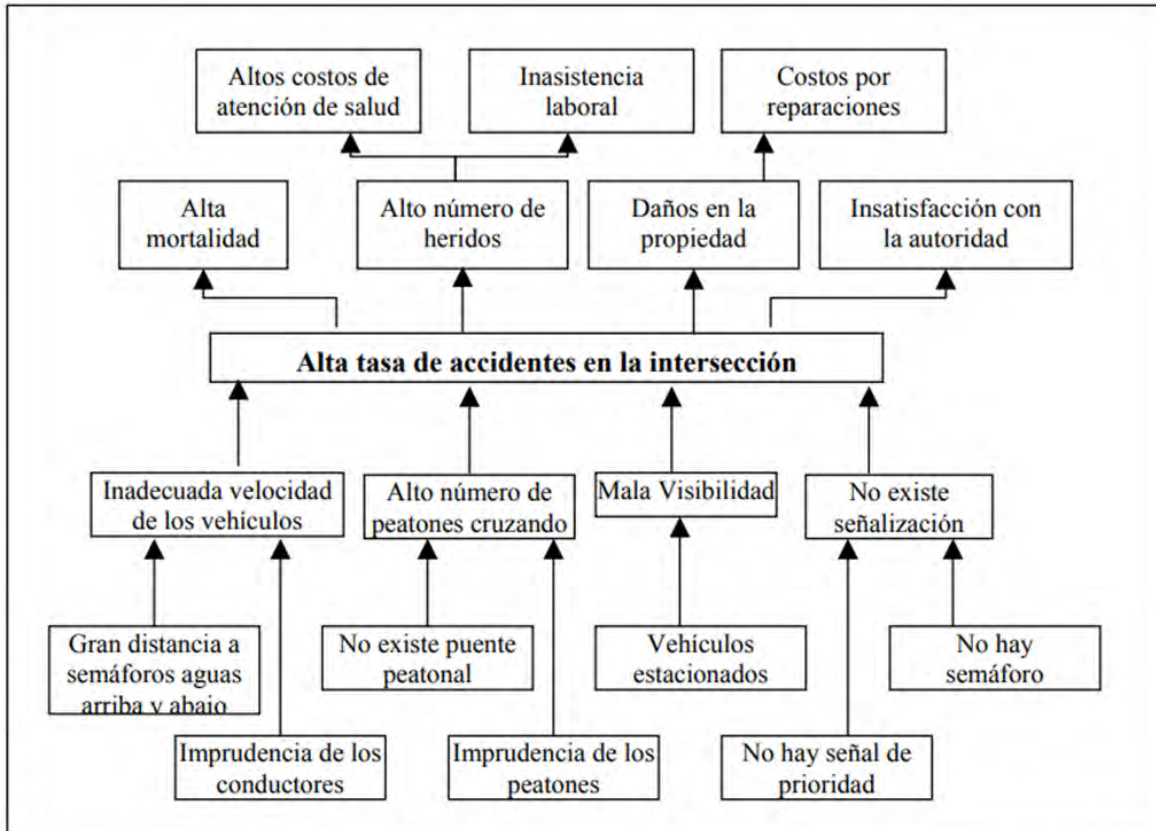 Altos costos de
atención de salud
Inasistencia
laboral
Costos por
reparaciones
Alta
mortalidad
Alto número de
heridos
Daños en la
propiedad
Insatisfacción con
la autoridad
Alta tasa de accidentes en la intersección
Inadecuada velocidad
de los vehículos
Alto número de
peatones cruzando
Mala Visibilidad
No existe
señalización
Gran distancia a
semáforos aguas
arriba y abajo
No existe puente
peatonal
Vehículos
estacionados
No hay
semáforo
Imprudencia de los
conductores
Imprudencia de los
peatones
No hay señal de
prioridad